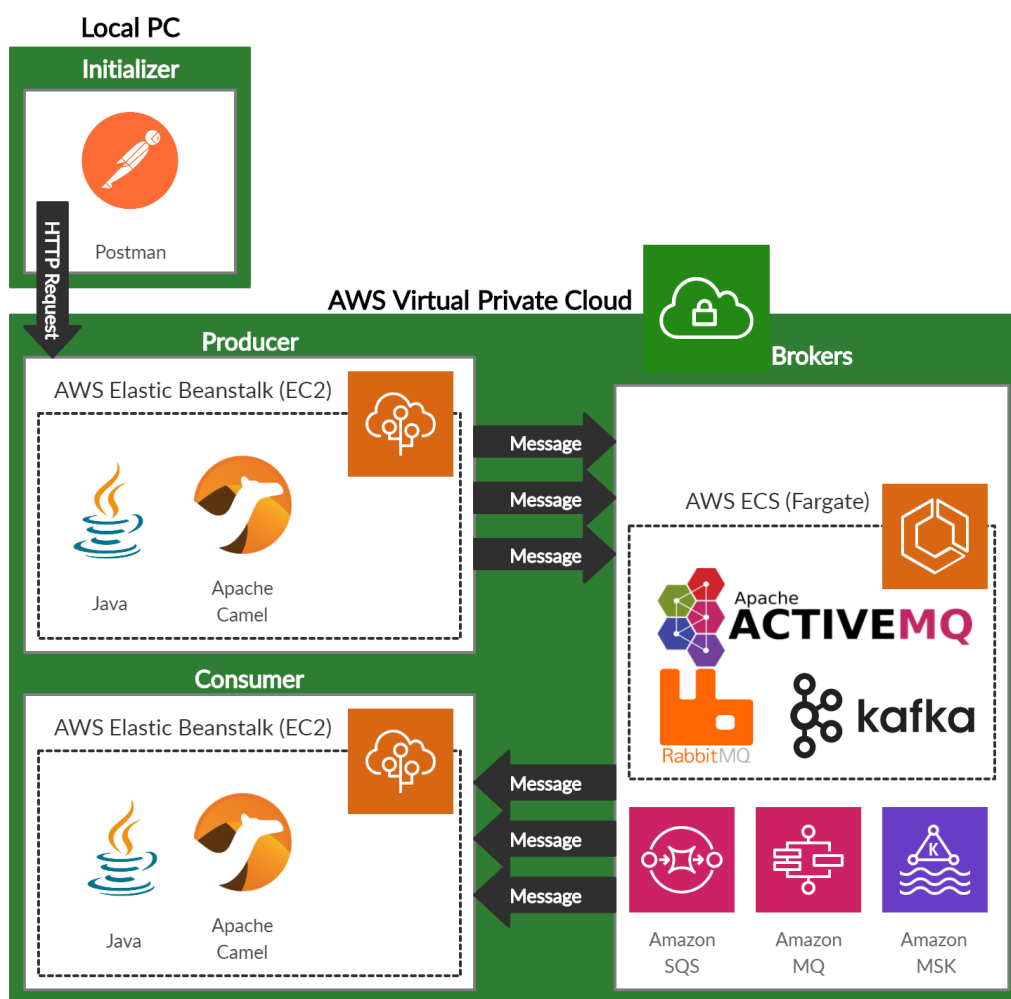 Local PC
Initializer
Postman
HTTP Request
AWS Virtual Private Cloud
Producer
AWS Elastic Beanstalk (EC2)
Java
Apache
Camel
Message
Message
Message
Brokers
AWS ECS (Fargate)
Apache
ACTIVEMQ
RabbitMQ
kafka
K
Amazon
SQS
Amazon
MQ
Amazon
MSK
Consumer
AWS Elastic Beanstalk (EC2)
Java
Apache
Camel
Message
Message
Message